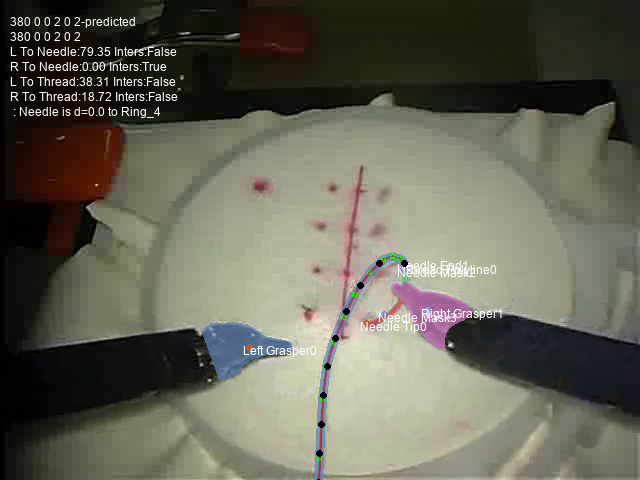 380 0 0 2 0 2-predicted
380 0 0 2 0 2
L To Needle:79.35 Inters:False
R To Needle:0.00 Inters:True
L To Thread:38.31 Inters:False
R To Thread:18.72 Inters:False
: Needle is d=0.0 to Ring_4
Needle End1
Needle Mask2
Right Grasper1
Needle Mask3
Needle Tip0
Left Grasper0